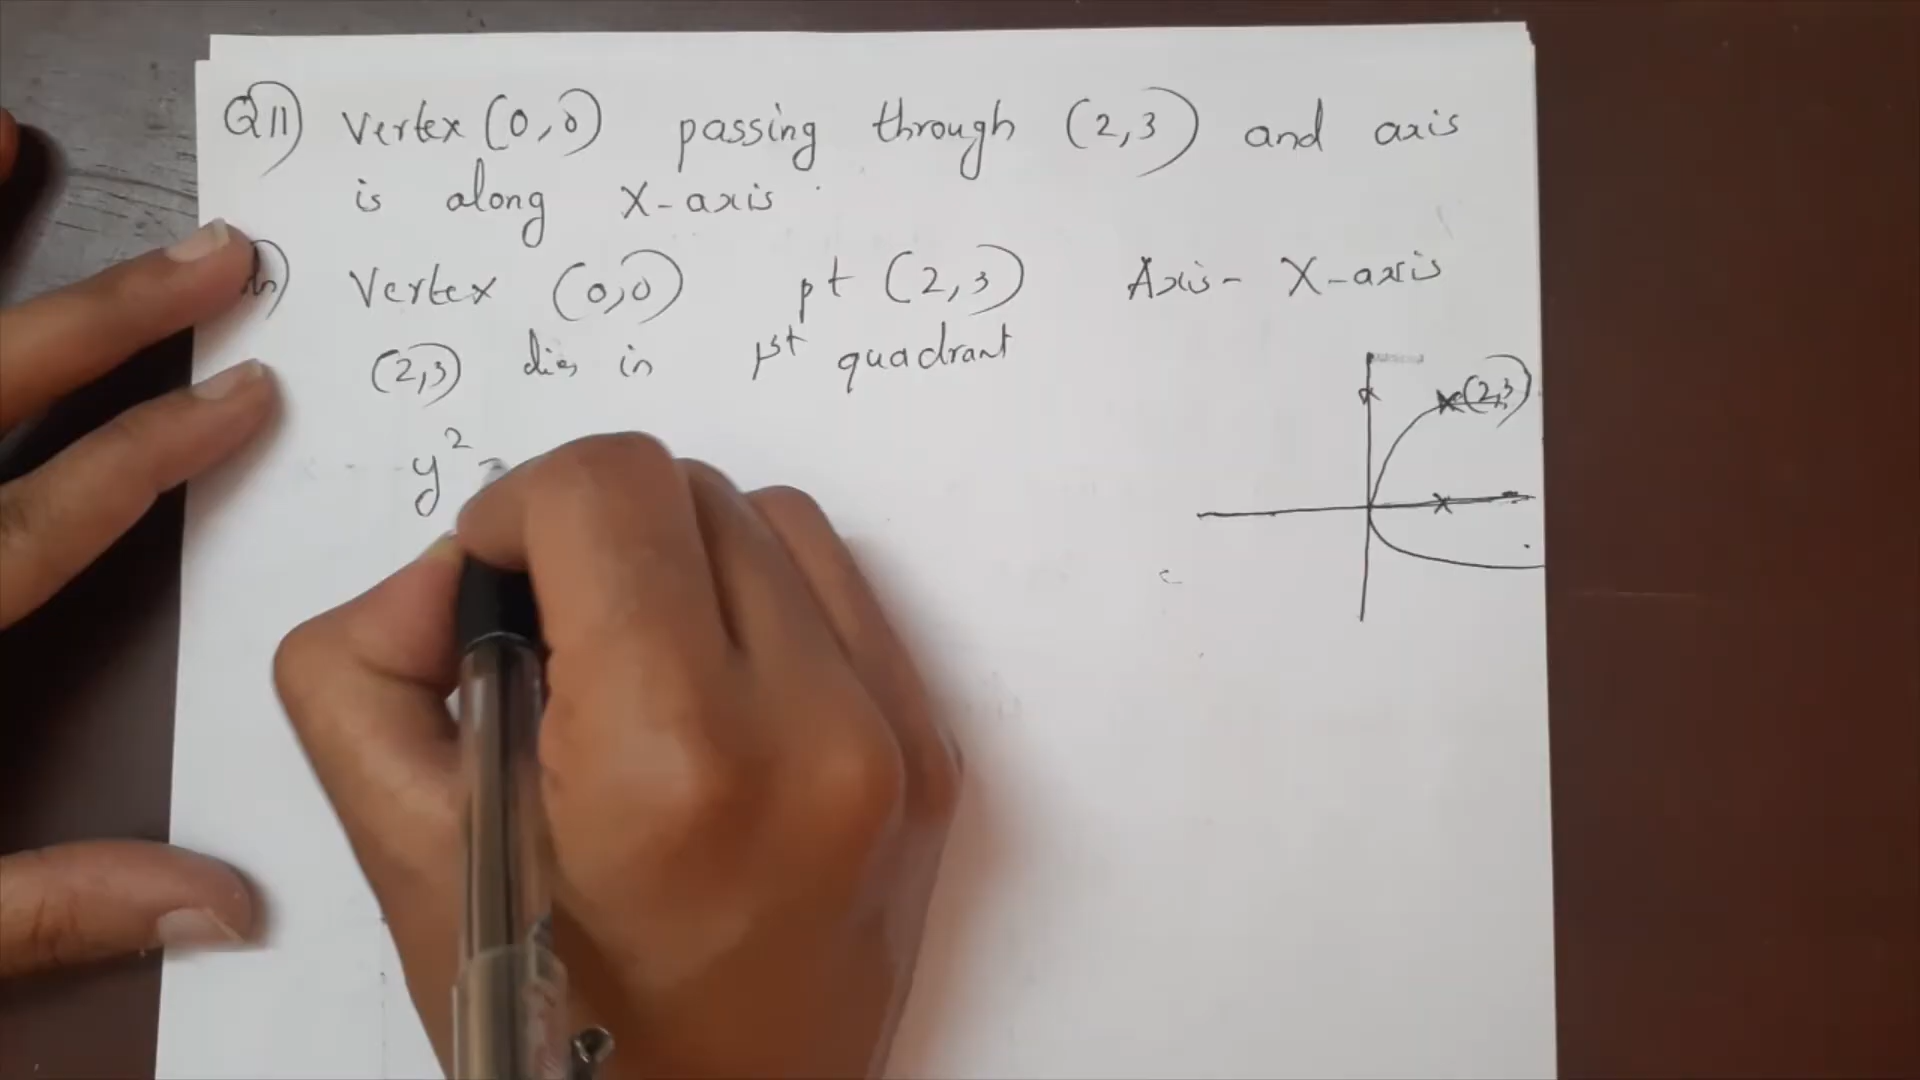 Q11) Vertex (0,0) passing through (2,3) and axis
is along X-axis
Vertex (0,0) pt (2,3) Axis - X-axis
(2,3) lies in 1st quadrant
(2,3)
y² =